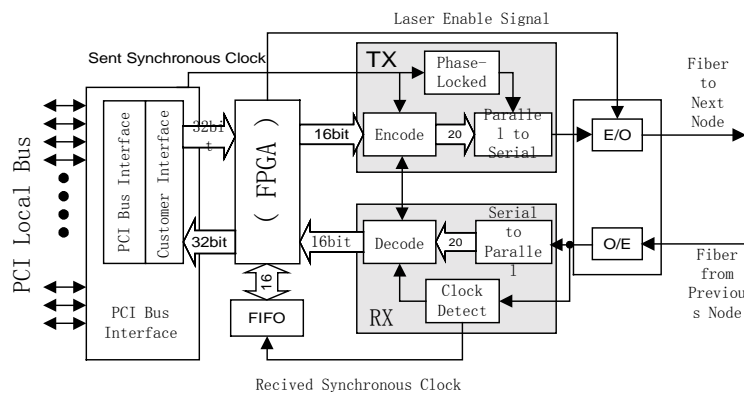 Laser Enable Signal
Sent Synchronous Clock
TX
Phase-
Locked
Fiber
to
Next
Node
PCI Local Bus
PCI Bus Interface
Customer Interface
32bi
t
( FPGA )
16bit
Encode
20
Paralle
l to
Serial
E/O
32bit
16bit
Decode
20
Serial
to
Paralle
l
O/E
Fiber
from
Previou
s Node
16
FIFO
Clock
Detect
RX
PCI Bus
Interface
Recived Synchronous Clock